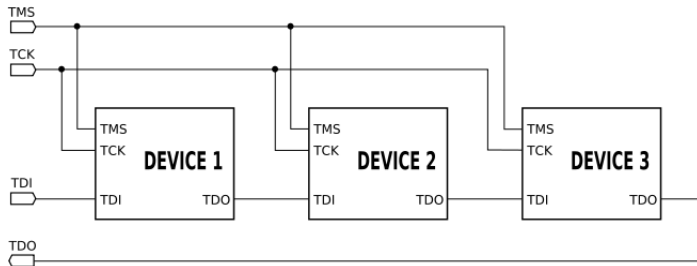 TMS
TCK
TMS
TCK
DEVICE 1
TDI
TDO
TMS
TCK
DEVICE 2
TDI
TDO
TMS
TCK
DEVICE 3
TDI
TDO
TDI
TDO